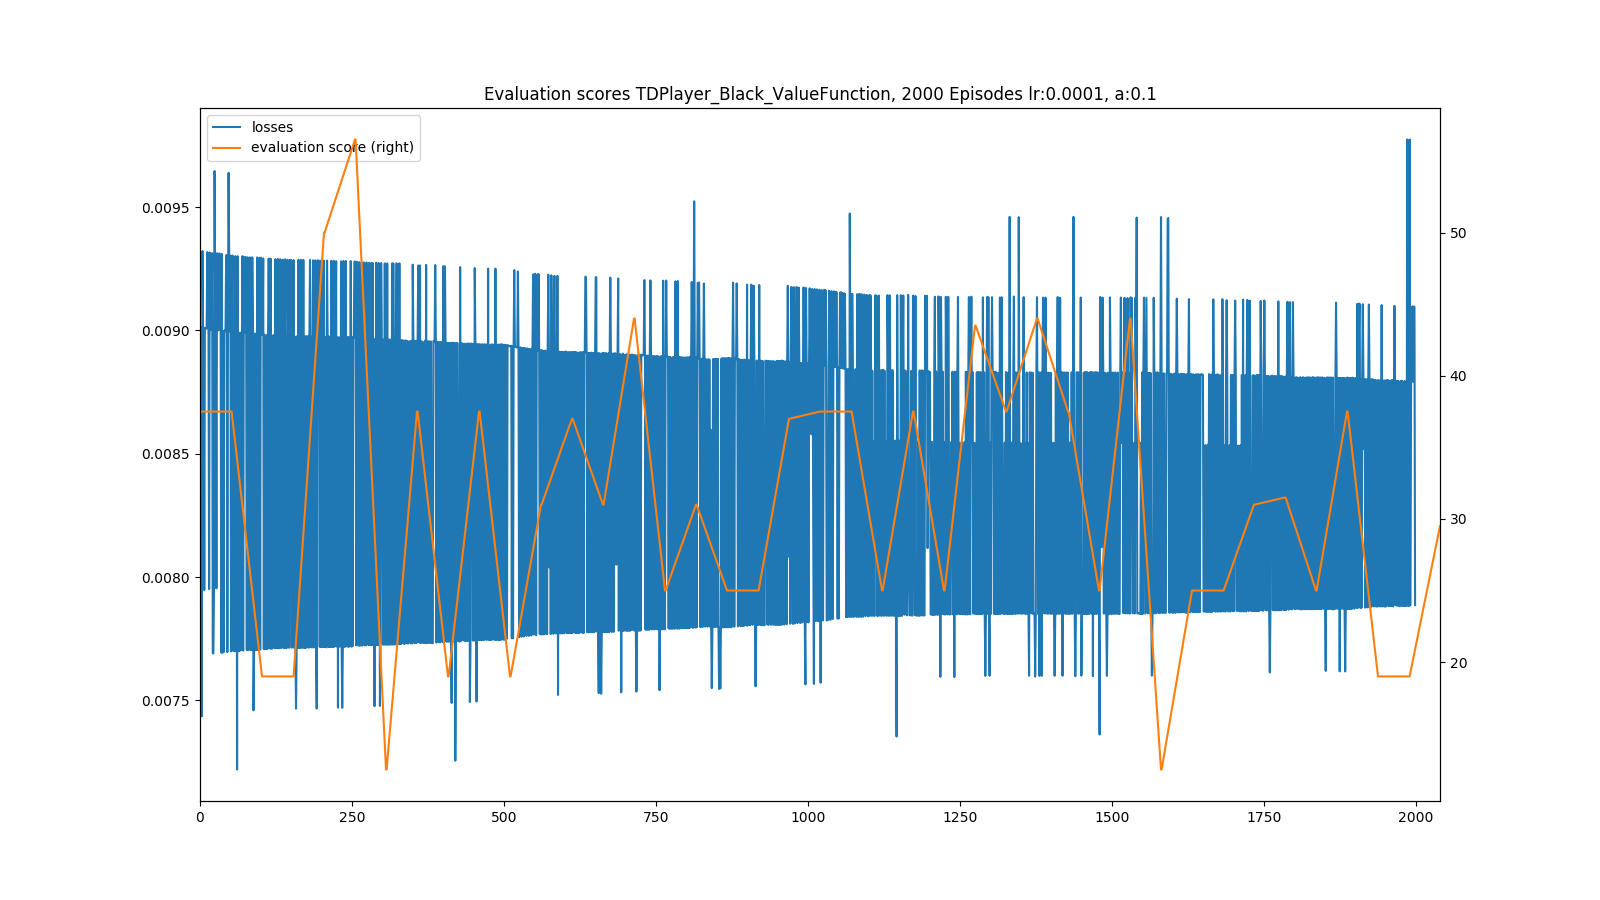 Evaluation scores TDPlayer_Black_ValueFunction, 2000 Episodes lr:0.0001, a:0.1
losses
evaluation score (right)
0.0095
0.0090
0.0085
0.0080
0.0075
50
40
30
20
0 250 500 750 1000 1250 1500 1750 2000